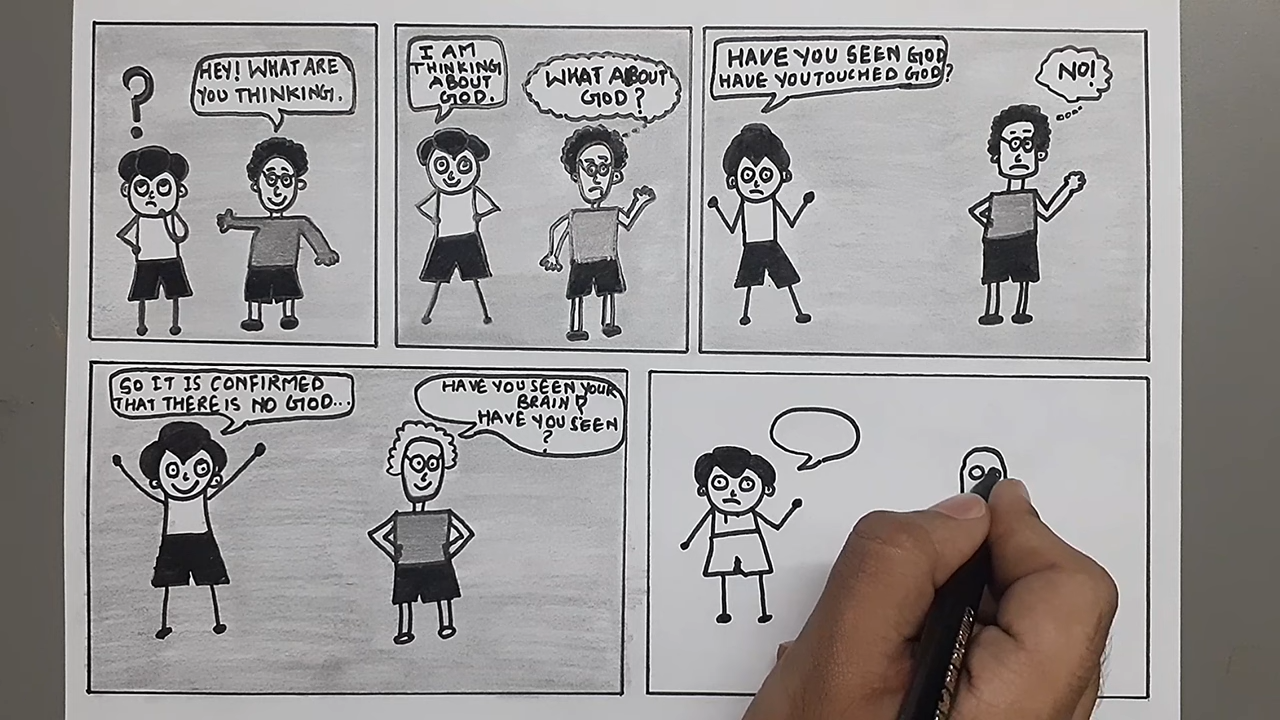 ?
HEY! WHAT ARE
YOU THINKING.
I AM
THINKING
ABOUT
GOD.
WHAT ABOUT
GOD?
HAVE YOU SEEN GOD
HAVE YOU TOUCHED GOD?
NO!
SO IT IS CONFIRMED
THAT THERE IS NO GOD...
HAVE YOU SEEN YOUR
BRAIN?
HAVE YOU SEEN
?